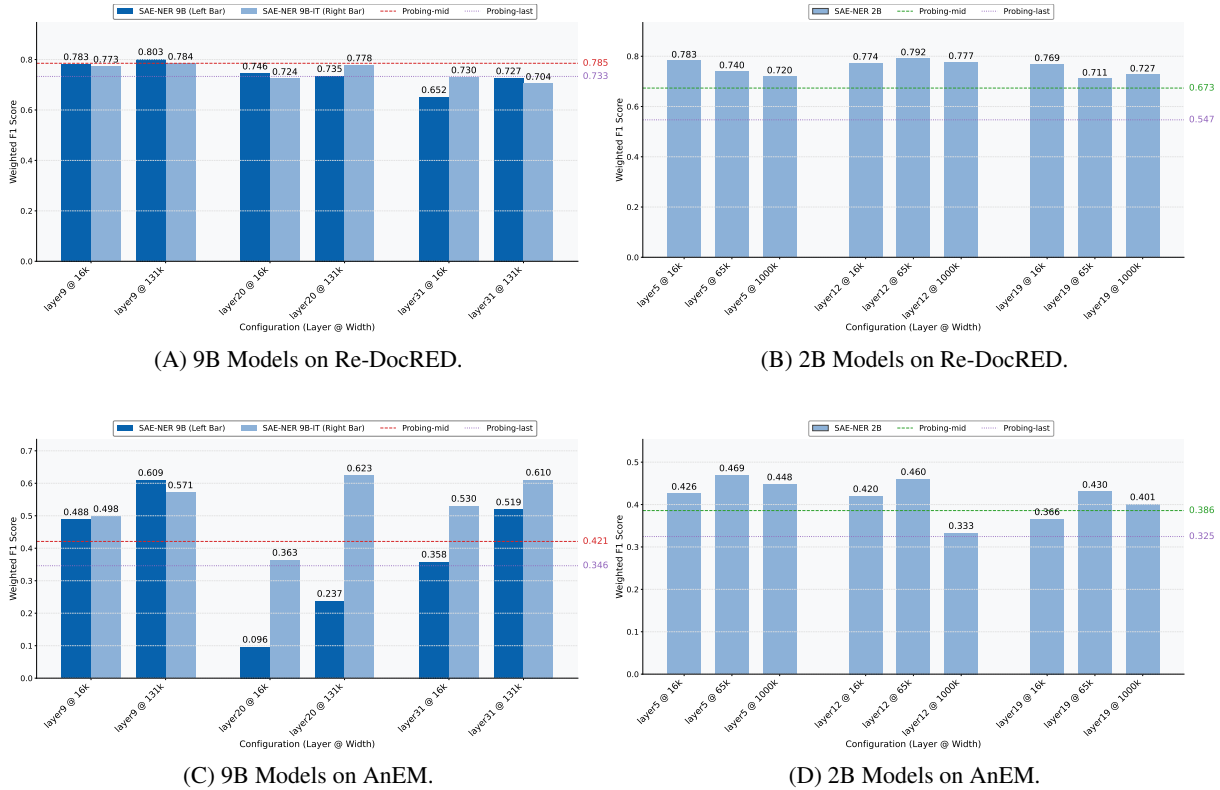 SAE-NER 9B (Left Bar) SAE-NER 9B-IT (Right Bar) Probing-mid Probing-last
Weighted F1 Score
0.8
0.6
0.4
0.2
0.0
0.783 0.773 0.803 0.784 0.746 0.724 0.735 0.778 0.652 0.730 0.727 0.704
0.785
0.733
layer9 @ 16k layer9 @ 131k layer20 @ 16k layer20 @ 131k layer31 @ 16k layer31 @ 131k
Configuration (Layer @ Width)
(A) 9B Models on Re-DocRED.
SAE-NER 2B Probing-mid Probing-last
Weighted F1 Score
0.8
0.6
0.4
0.2
0.0
0.783 0.740 0.720 0.774 0.792 0.777 0.769 0.711 0.727
0.673
0.547
layer5 @ 16k layer5 @ 65k layer5 @ 1000k layer12 @ 16k layer12 @ 65k layer12 @ 1000k layer19 @ 16k layer19 @ 65k layer19 @ 1000k
Configuration (Layer @ Width)
(B) 2B Models on Re-DocRED.
SAE-NER 9B (Left Bar) SAE-NER 9B-IT (Right Bar) Probing-mid Probing-last
Weighted F1 Score
0.7
0.6
0.5
0.4
0.3
0.2
0.1
0.0
0.488 0.498 0.609 0.571 0.096 0.363 0.237 0.623 0.358 0.530 0.519 0.610
0.421
0.346
layer9 @ 16k layer9 @ 131k layer20 @ 16k layer20 @ 131k layer31 @ 16k layer31 @ 131k
Configuration (Layer @ Width)
(C) 9B Models on AnEM.
SAE-NER 2B Probing-mid Probing-last
Weighted F1 Score
0.5
0.4
0.3
0.2
0.1
0.0
0.426 0.469 0.448 0.420 0.460 0.333 0.366 0.430 0.401
0.386
0.325
layer5 @ 16k layer5 @ 65k layer5 @ 1000k layer12 @ 16k layer12 @ 65k layer12 @ 1000k layer19 @ 16k layer19 @ 65k layer19 @ 1000k
Configuration (Layer @ Width)
(D) 2B Models on AnEM.